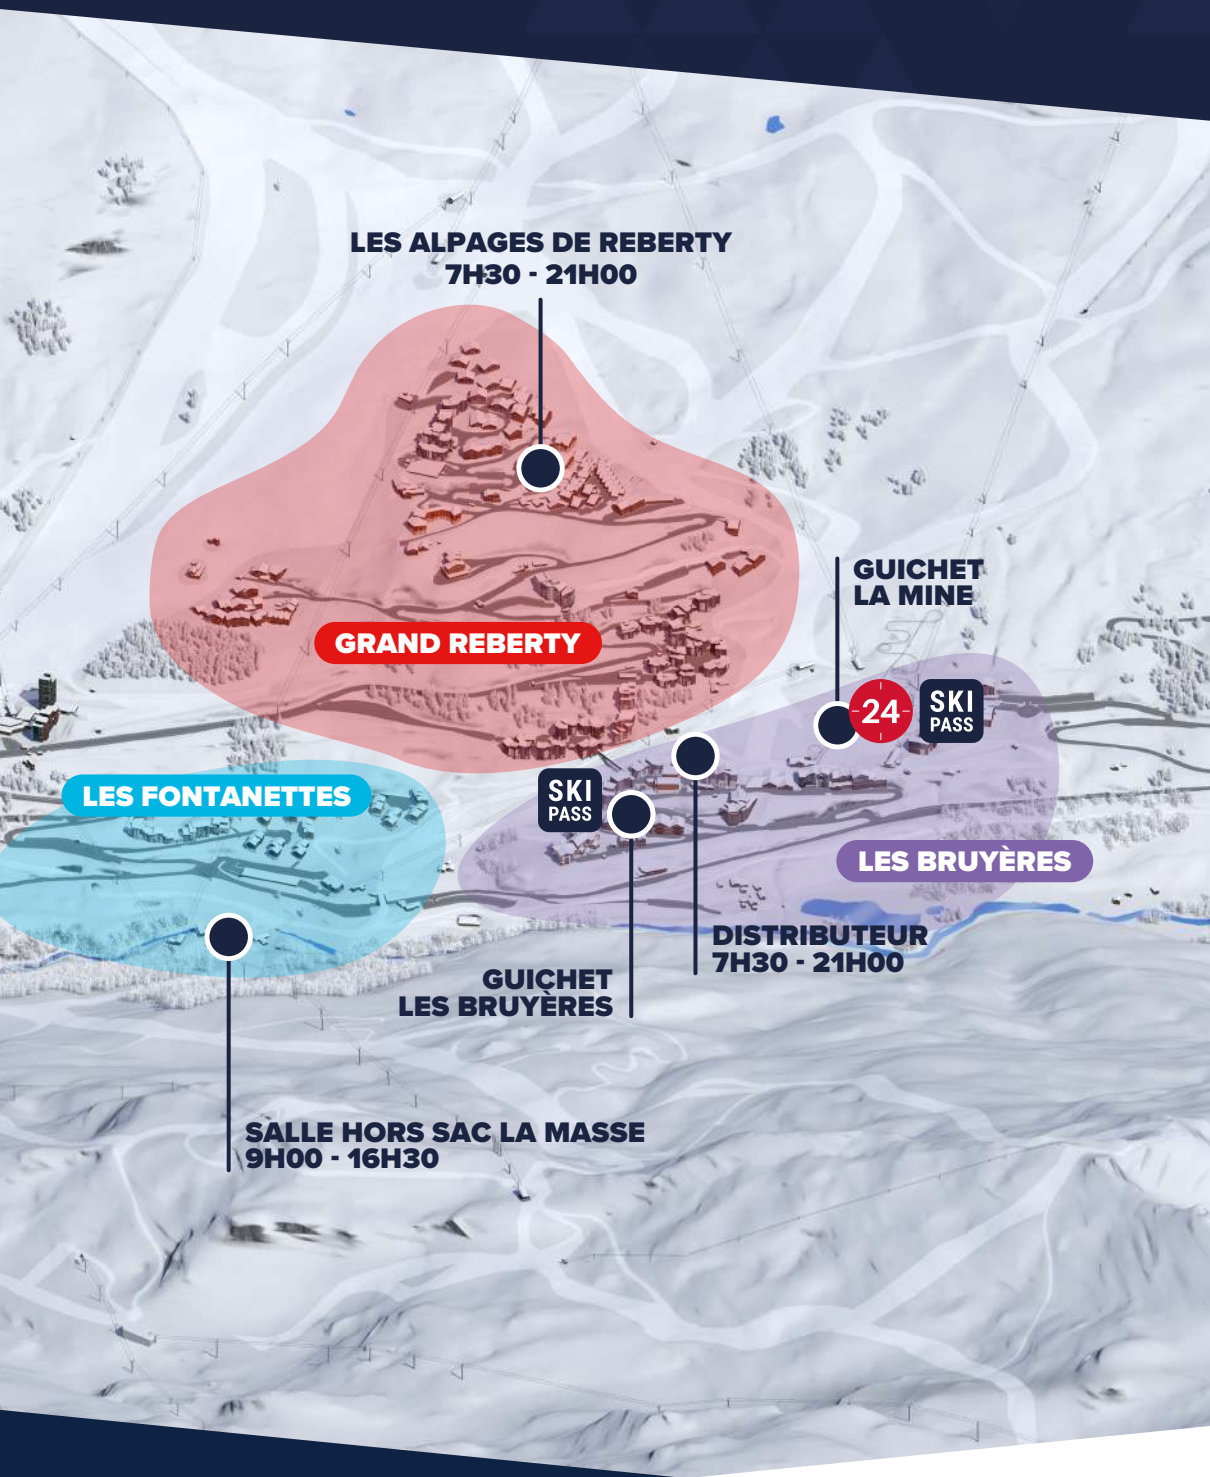 LES ALPAGES DE REBERTY
7H30 - 21H00
GUICHET
LA MINE
GRAND REBERTY
24
SKI
PASS
SKI
PASS
LES FONTANETTES
LES BRUYÈRES
DISTRIBUTEUR
7H30 - 21H00
GUICHET
LES BRUYÈRES
SALLE HORS SAC LA MASSE
9H00 - 16H30